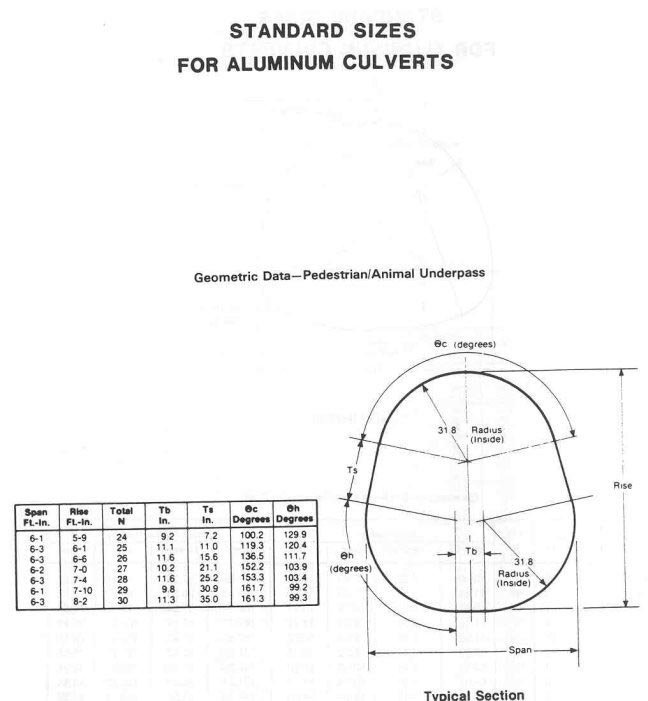 STANDARD SIZES
FOR ALUMINUM CULVERTS
Geometric Data—Pedestrian/Animal Underpass
Span Rise Total Tb Ts Θc Θh
Ft.-In. Ft.-In. N In. In. Degrees Degrees
6-1 5-9 24 9.2 7.2 100.2 129.9
6-3 6-1 25 11.1 11.0 119.3 120.4
6-3 6-6 26 11.6 15.6 136.5 111.7
6-2 7-0 27 10.2 21.1 152.2 103.9
6-3 7-4 28 11.6 25.2 153.3 103.4
6-1 7-10 29 9.8 30.9 161.7 99.2
6-3 8-2 30 11.3 35.0 161.3 99.3
Θc (degrees)
31.8 Radius
(Inside)
Ts
Rise
Θh
(degrees)
Tb
31.8
Radius
(Inside)
Span
Typical Section